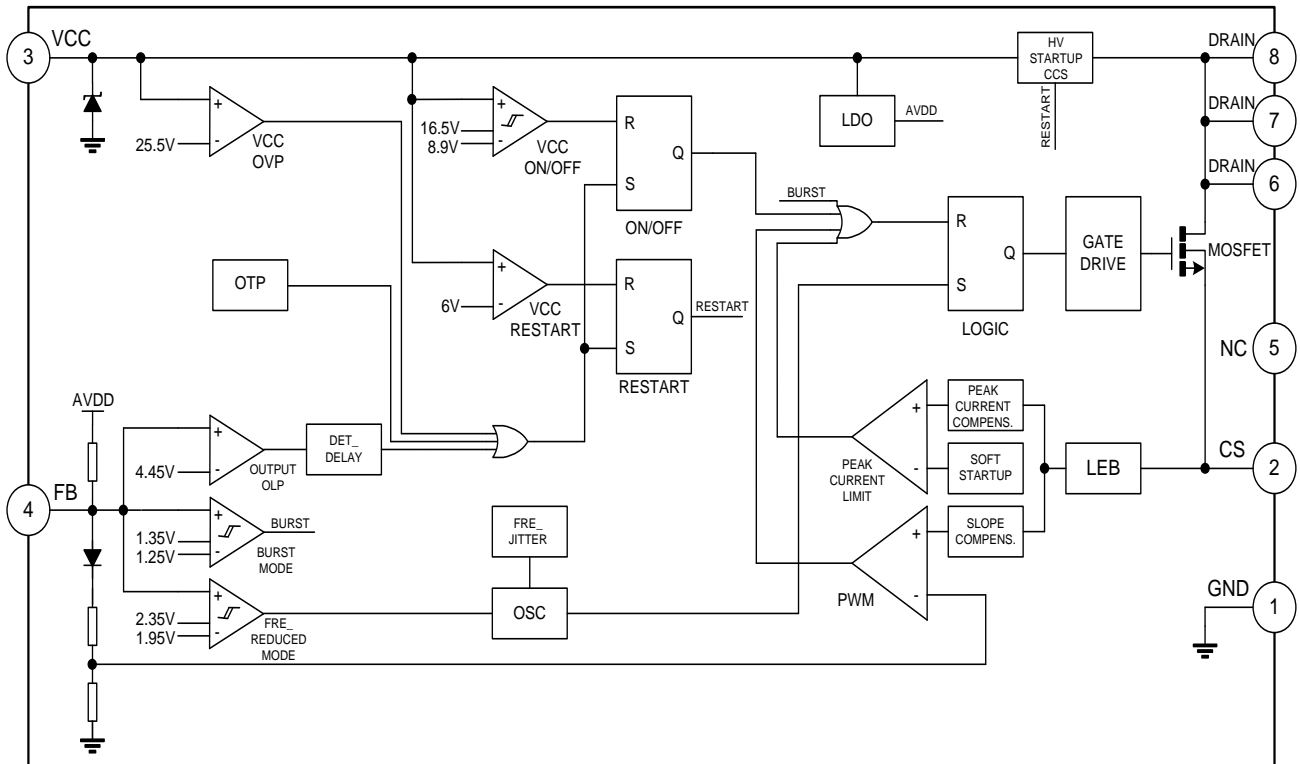 3
VCC
25.5V
+
-
VCC
OVP
16.5V
8.9V
+
-
VCC
ON/OFF
R
S
Q
ON/OFF
LDO
AVDD
HV
STARTUP
CCS
RESTART
DRAIN
8
DRAIN
7
DRAIN
6
MOSFET
OTP
6V
+
-
VCC
RESTART
R
S
Q
RESTART
RESTART
BURST
R
S
Q
LOGIC
GATE
DRIVE
NC
5
AVDD
4.45V
+
-
OUTPUT
OLP
DET_
DELAY
4
FB
1.35V
1.25V
+
-
BURST
BURST
MODE
2.35V
1.95V
+
-
FRE_
REDUCED
MODE
FRE_
JITTER
OSC
+
-
PEAK
CURRENT
LIMIT
PEAK
CURRENT
COMPENS.
SOFT
STARTUP
LEB
CS
2
+
-
PWM
SLOPE
COMPENS.
GND
1